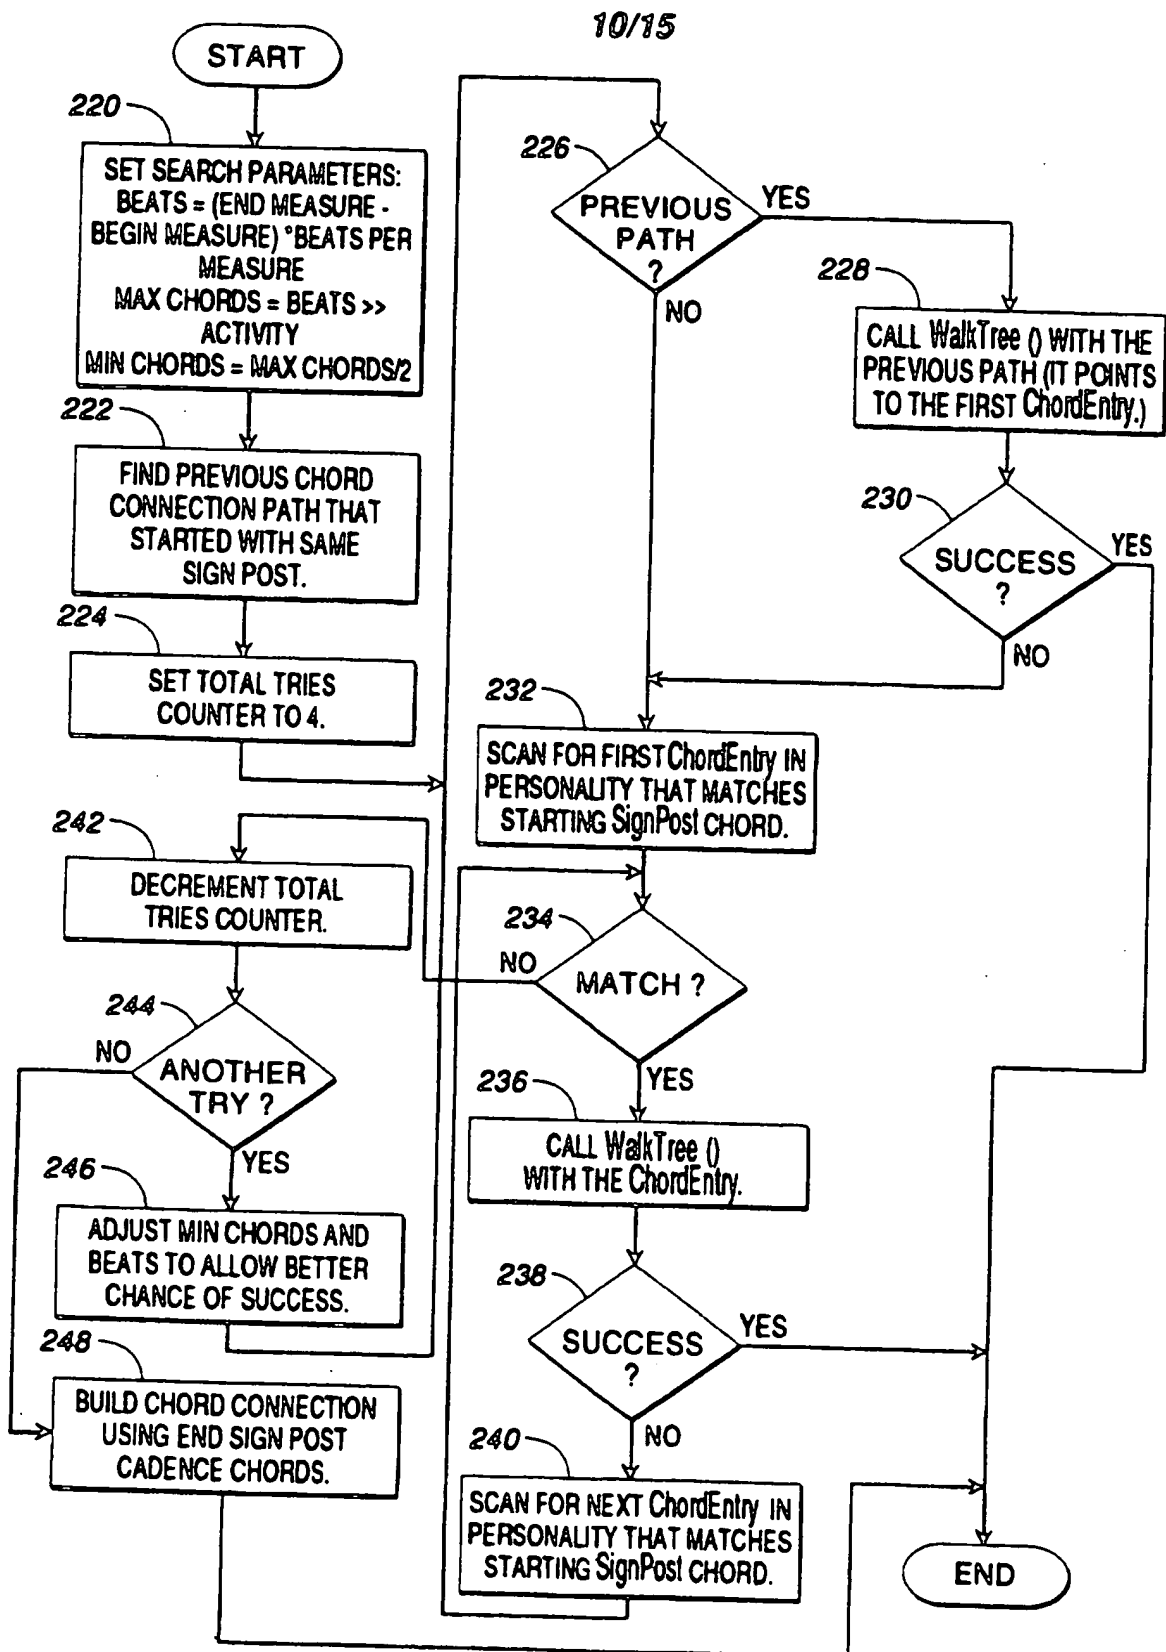 10/15
START
220
SET SEARCH PARAMETERS:
BEATS = (END MEASURE -
BEGIN MEASURE) *BEATS PER
MEASURE
MAX CHORDS = BEATS >>
ACTIVITY
MIN CHORDS = MAX CHORDS/2
222
FIND PREVIOUS CHORD
CONNECTION PATH THAT
STARTED WITH SAME
SIGN POST.
224
SET TOTAL TRIES
COUNTER TO 4.
226
PREVIOUS
PATH
?
YES
NO
228
CALL WalkTree () WITH THE
PREVIOUS PATH (IT POINTS
TO THE FIRST ChordEntry.)
230
SUCCESS
?
YES
NO
232
SCAN FOR FIRST ChordEntry IN
PERSONALITY THAT MATCHES
STARTING SignPost CHORD.
234
MATCH ?
NO
YES
236
CALL WalkTree ()
WITH THE ChordEntry.
238
SUCCESS
?
YES
NO
240
SCAN FOR NEXT ChordEntry IN
PERSONALITY THAT MATCHES
STARTING SignPost CHORD.
242
DECREMENT TOTAL
TRIES COUNTER.
244
ANOTHER
TRY ?
NO
YES
246
ADJUST MIN CHORDS AND
BEATS TO ALLOW BETTER
CHANCE OF SUCCESS.
248
BUILD CHORD CONNECTION
USING END SIGN POST
CADENCE CHORDS.
END